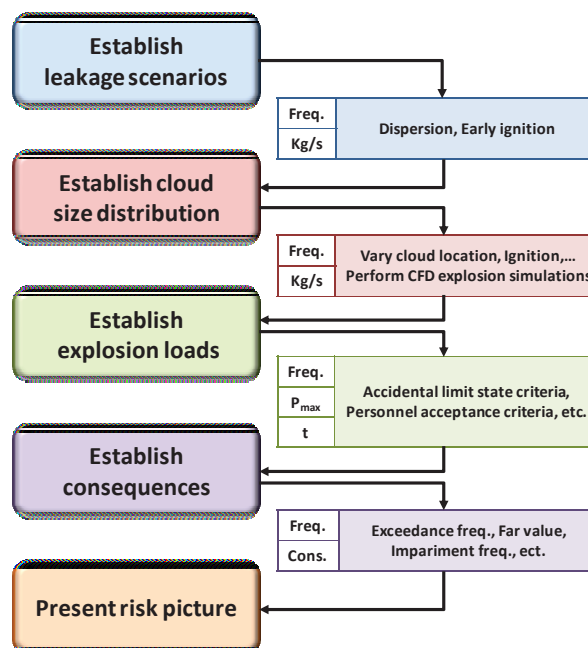 Establish
leakage scenarios
Freq.
Kg/s
Dispersion, Early ignition
Establish cloud
size distribution
Freq.
Kg/s
Vary cloud location, Ignition,...
Perform CFD explosion simulations
Establish
explosion loads
Freq.
Pmax
t
Accidental limit state criteria,
Personnel acceptance criteria, etc.
Establish
consequences
Freq.
Cons.
Exceedance freq., Far value,
Impariment freq., ect.
Present risk picture